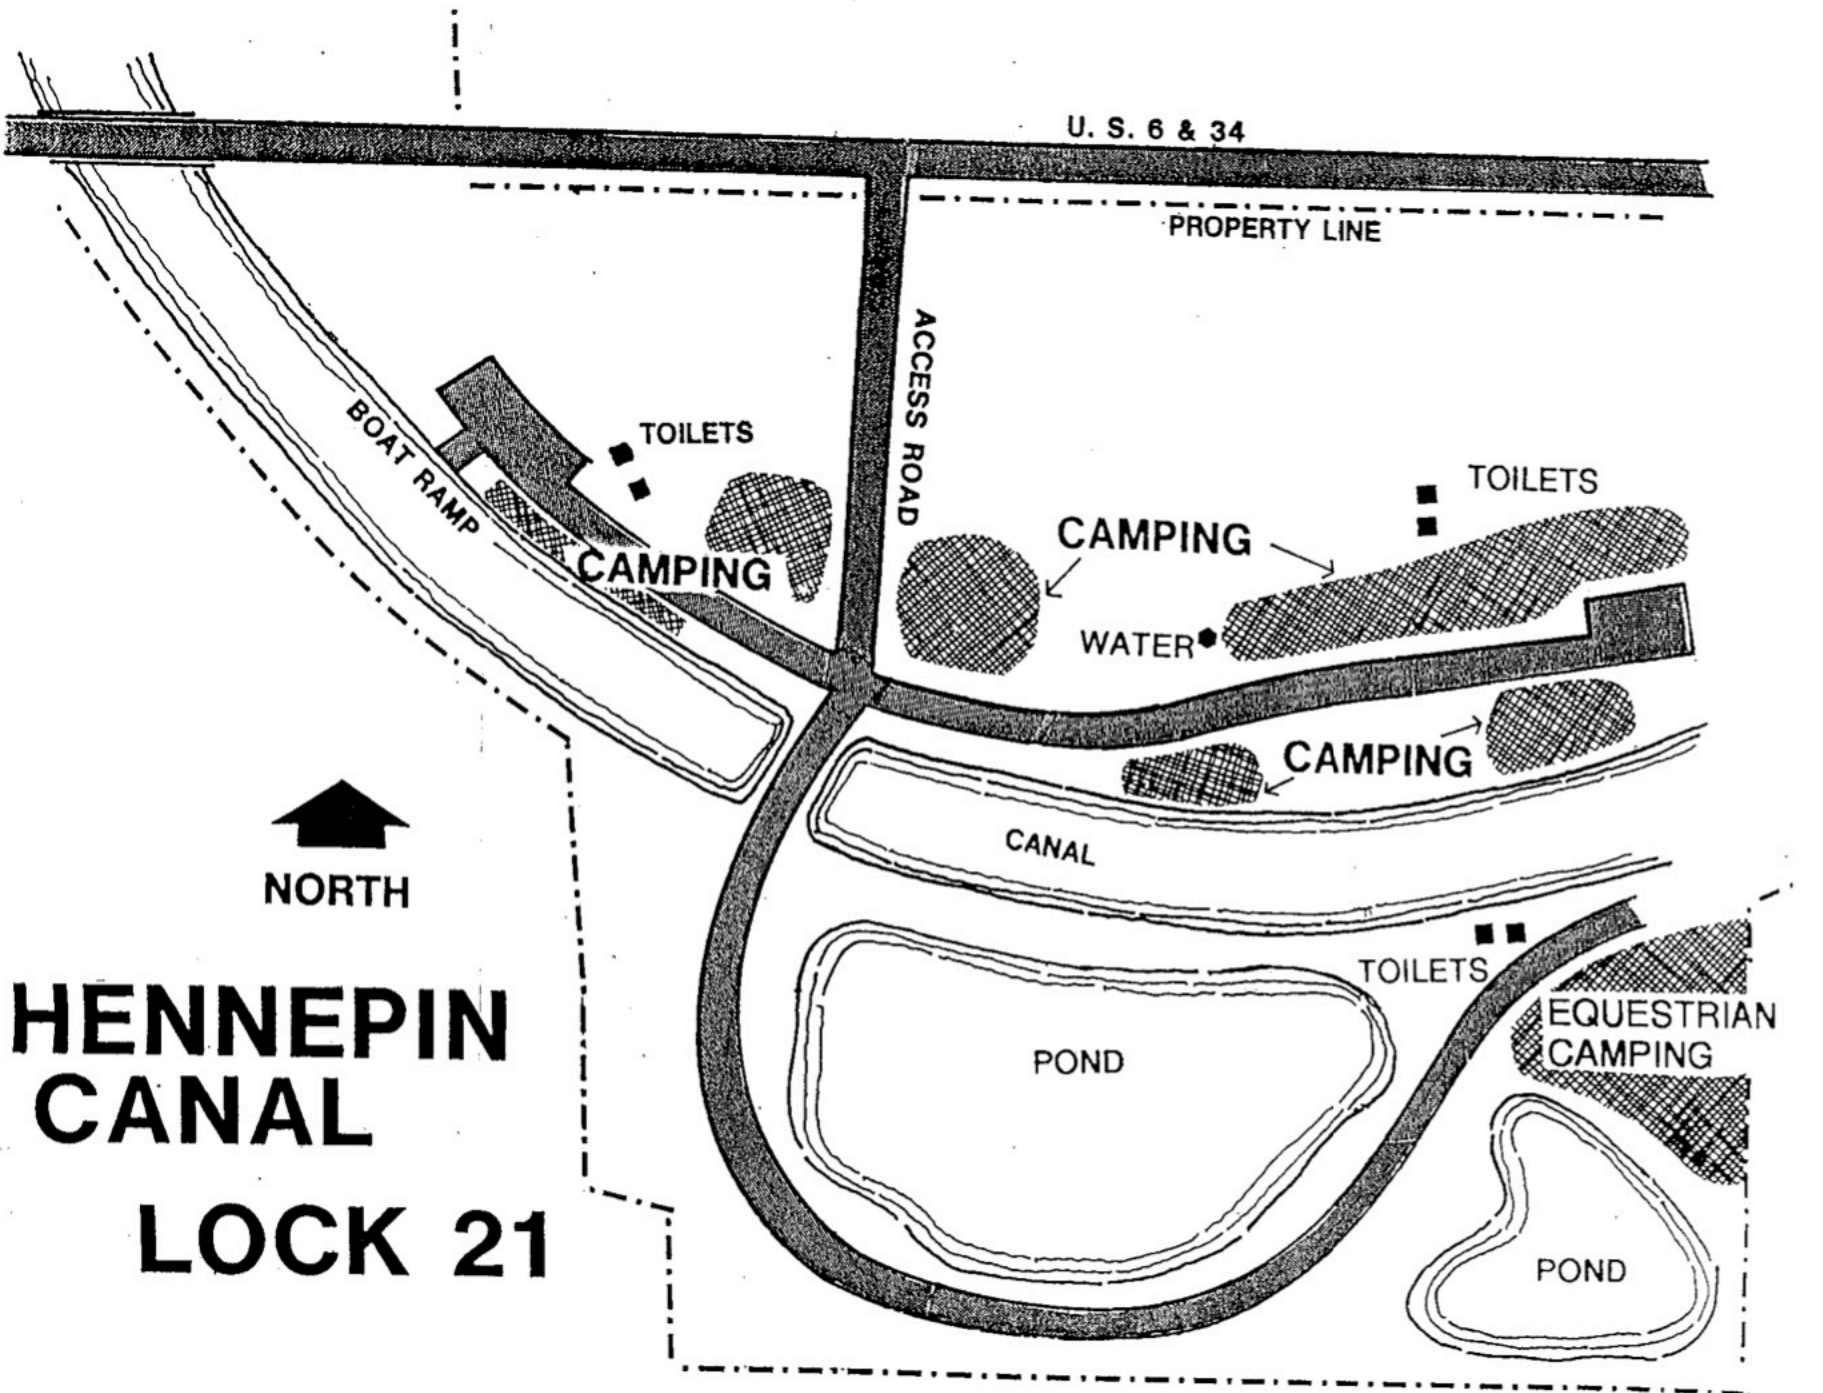 U. S. 6 & 34
PROPERTY LINE
ACCESS ROAD
BOAT RAMP
TOILETS
CAMPING
CAMPING
TOILETS
WATER
CAMPING
CANAL
NORTH
TOILETS
EQUESTRIAN
CAMPING
POND
POND
HENNEPIN
CANAL
LOCK 21